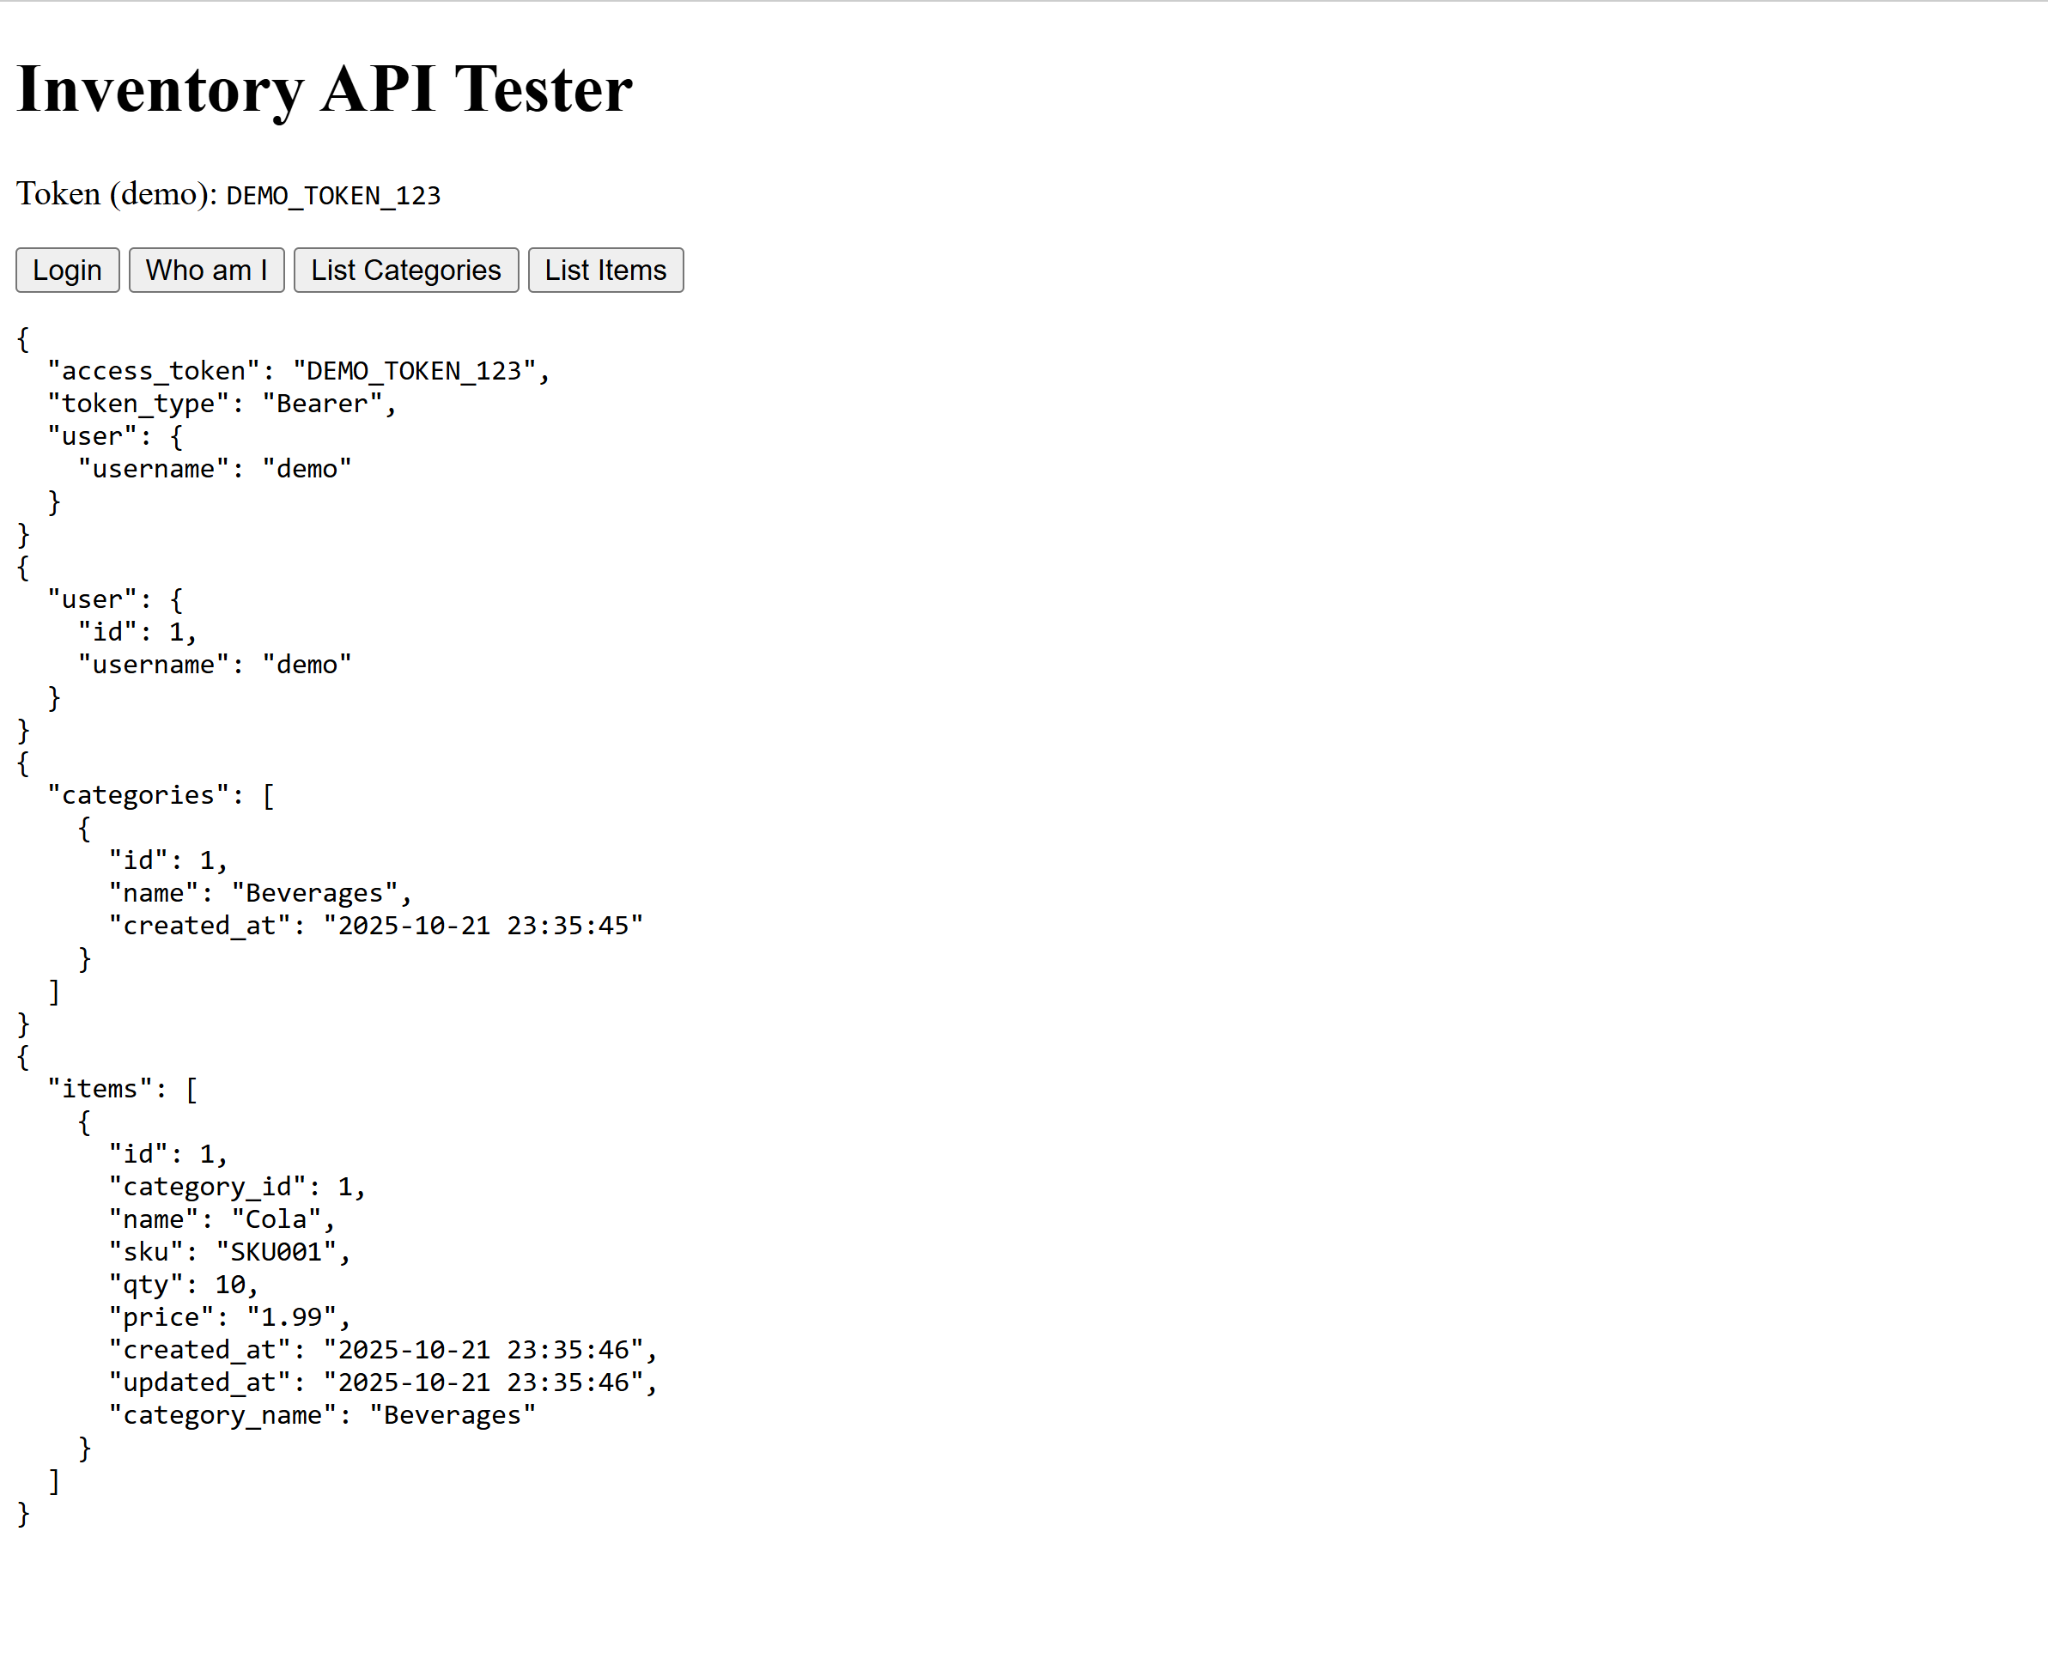 Inventory API Tester
Token (demo): DEMO_TOKEN_123
Login Who am I List Categories List Items
{
  "access_token": "DEMO_TOKEN_123",
  "token_type": "Bearer",
  "user": {
    "username": "demo"
  }
}
{
  "user": {
    "id": 1,
    "username": "demo"
  }
}
{
  "categories": [
    {
      "id": 1,
      "name": "Beverages",
      "created_at": "2025-10-21 23:35:45"
    }
  ]
}
{
  "items": [
    {
      "id": 1,
      "category_id": 1,
      "name": "Cola",
      "sku": "SKU001",
      "qty": 10,
      "price": "1.99",
      "created_at": "2025-10-21 23:35:46",
      "updated_at": "2025-10-21 23:35:46",
      "category_name": "Beverages"
    }
  ]
}